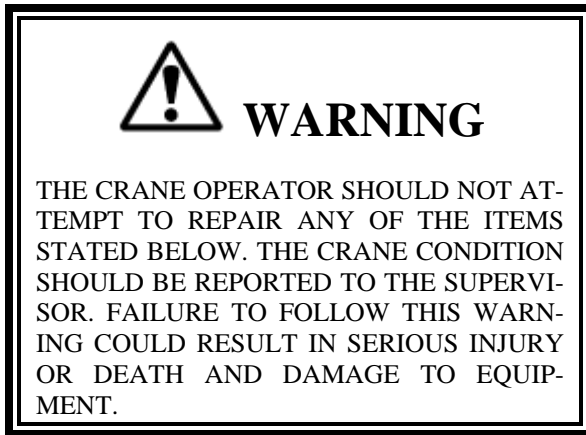 WARNING
THE CRANE OPERATOR SHOULD NOT AT-
TEMPT TO REPAIR ANY OF THE ITEMS
STATED BELOW. THE CRANE CONDITION
SHOULD BE REPORTED TO THE SUPERVI-
SOR. FAILURE TO FOLLOW THIS WARN-
ING COULD RESULT IN SERIOUS INJURY
OR DEATH AND DAMAGE TO EQUIP-
MENT.